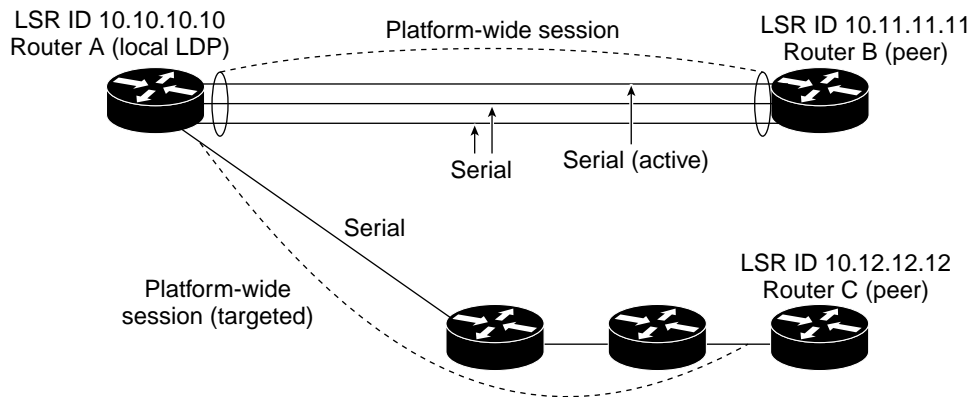 LSR ID 10.10.10.10
Router A (local LDP)
Platform-wide session
LSR ID 10.11.11.11
Router B (peer)
Serial
Serial (active)
Serial
Platform-wide
session (targeted)
LSR ID 10.12.12.12
Router C (peer)